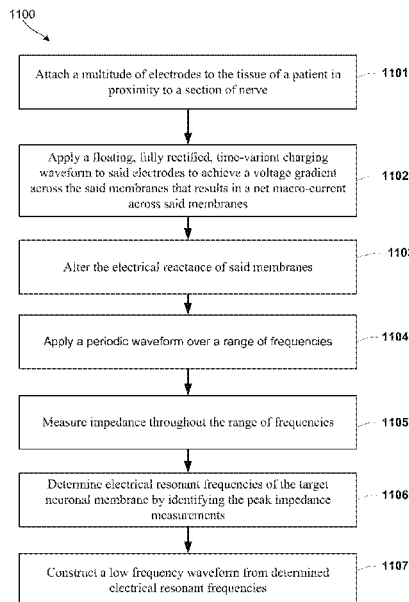 1100
Attach a multitude of electrodes to the tissue of a patient in
proximity to a section of nerve
1101
Apply a floating, fully rectified, time-variant charging
waveform to said electrodes to achieve a voltage gradient
across the said membranes that results in a net macro-current
across said membranes
1102
Alter the electrical reactance of said membranes
1103
Apply a periodic waveform over a range of frequencies
1104
Measure impedance throughout the range of frequencies
1105
Determine electrical resonant frequencies of the target
neuronal membrane by identifying the peak impedance
measurements
1106
Construct a low frequency waveform from determined
electrical resonant frequencies
1107